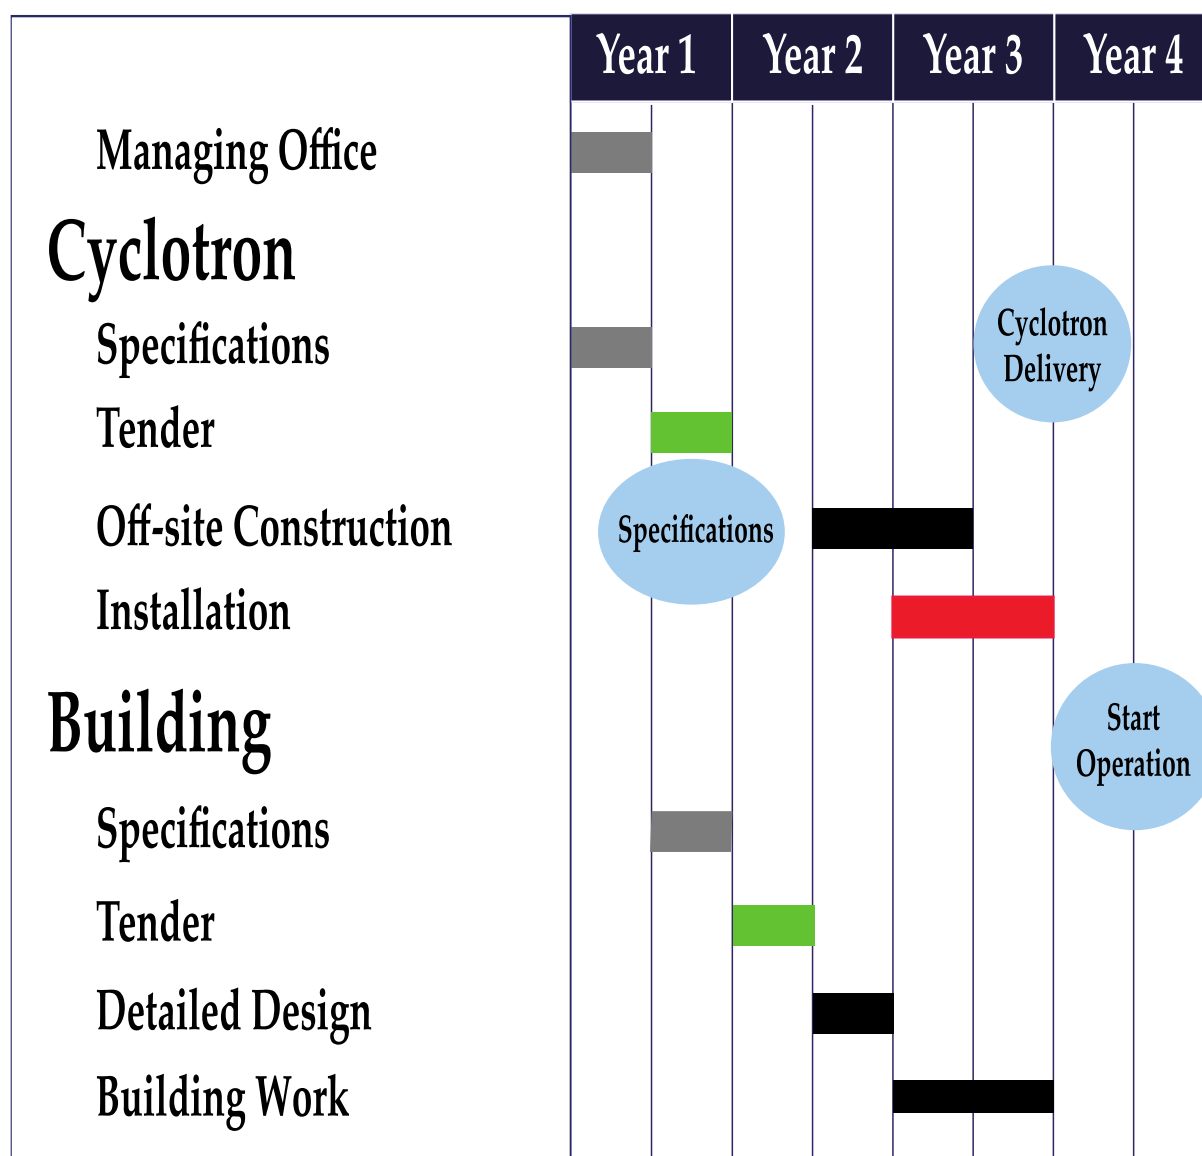 Year 1 Year 2 Year 3 Year 4
Managing Office
Cyclotron
Specifications
Cyclotron
Delivery
Tender
Off-site Construction
Specifications
Installation
Building
Start
Operation
Specifications
Tender
Detailed Design
Building Work